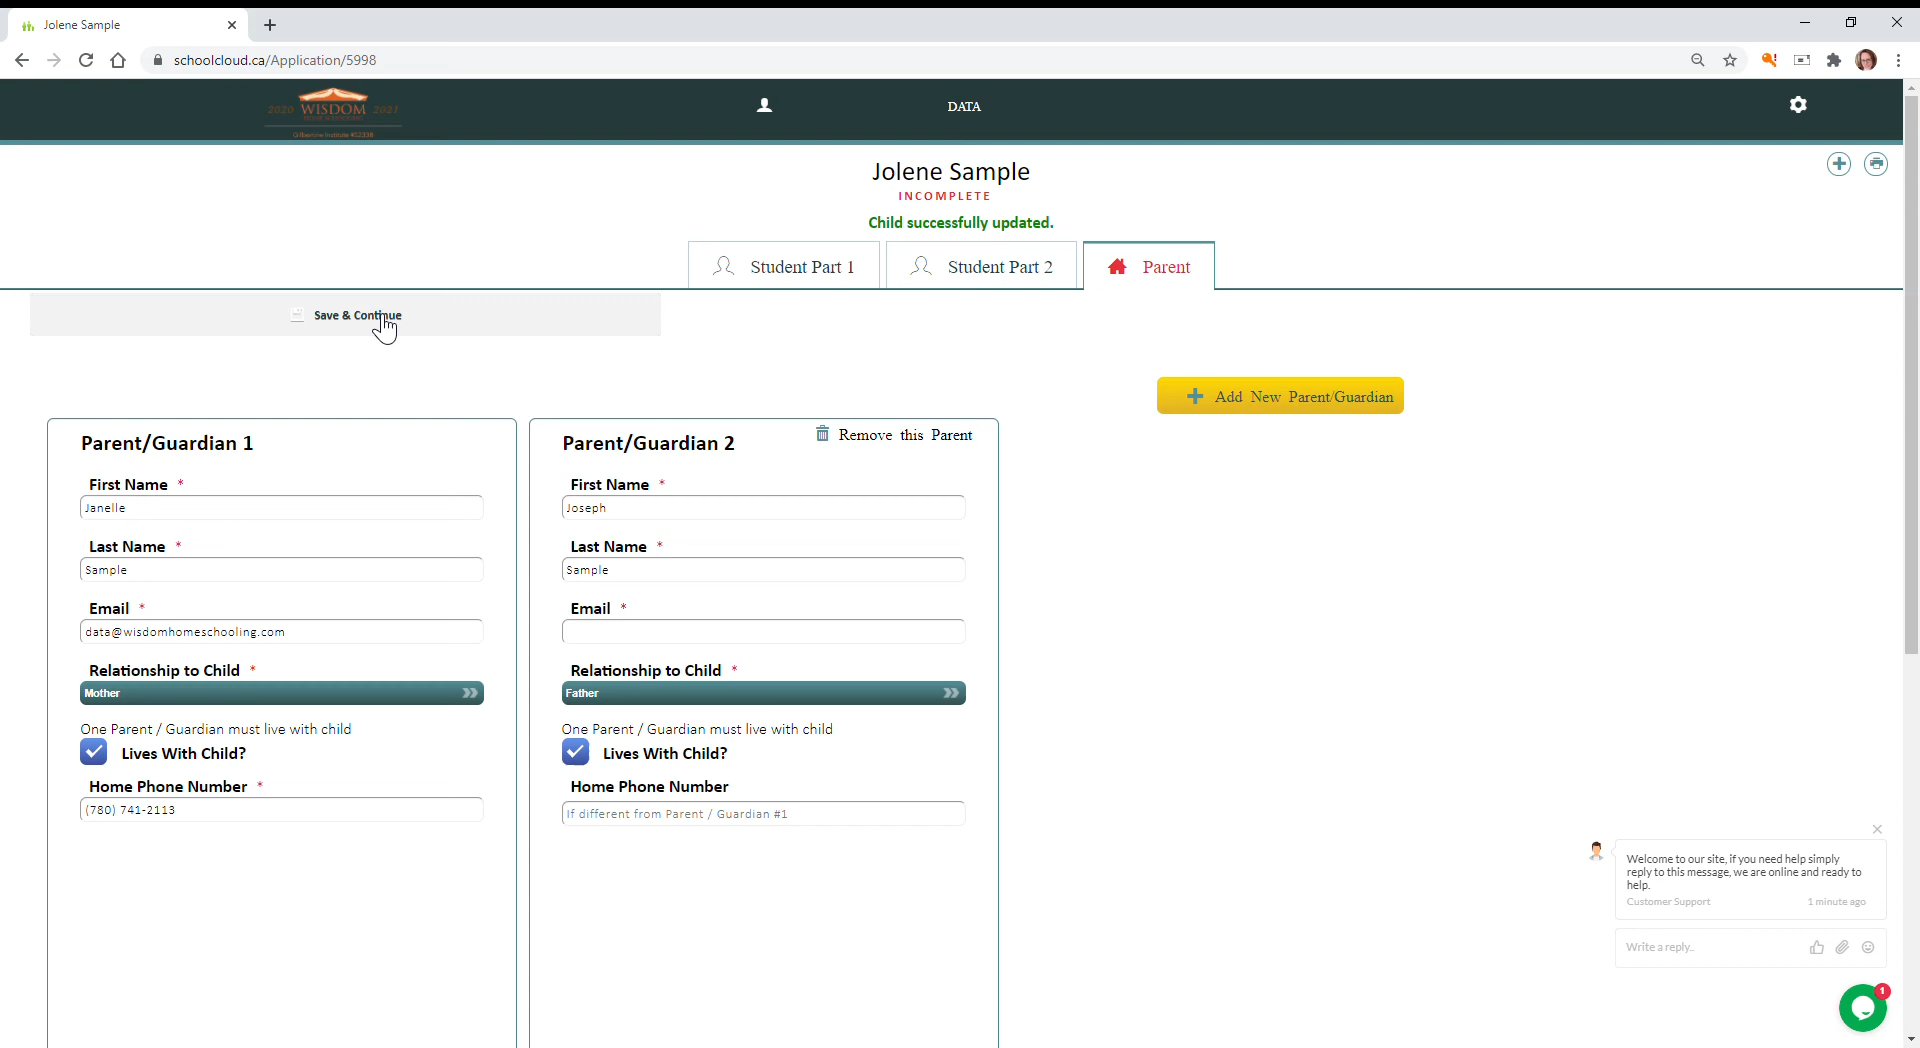 Jolene Sample
schoolcloud.ca/Application/5998
2020 WISDOM 2021
DATA
Jolene Sample
INCOMPLETE
Child successfully updated.
Student Part 1
Student Part 2
Parent
Save & Continue
Add New Parent/Guardian
Parent/Guardian 1
First Name *
Janelle
Last Name *
Sample
Email *
data@wisdomhomeschooling.com
Relationship to Child *
Mother
One Parent / Guardian must live with child
Lives With Child?
Home Phone Number *
(780) 741-2113
Parent/Guardian 2
Remove this Parent
First Name *
Joseph
Last Name *
Sample
Email *
Relationship to Child *
Father
One Parent / Guardian must live with child
Lives With Child?
Home Phone Number
If different from Parent / Guardian #1
Welcome to our site, if you need help simply
reply to this message, we are online and ready to
help.
Customer Support
1 minute ago
Write a reply..
1